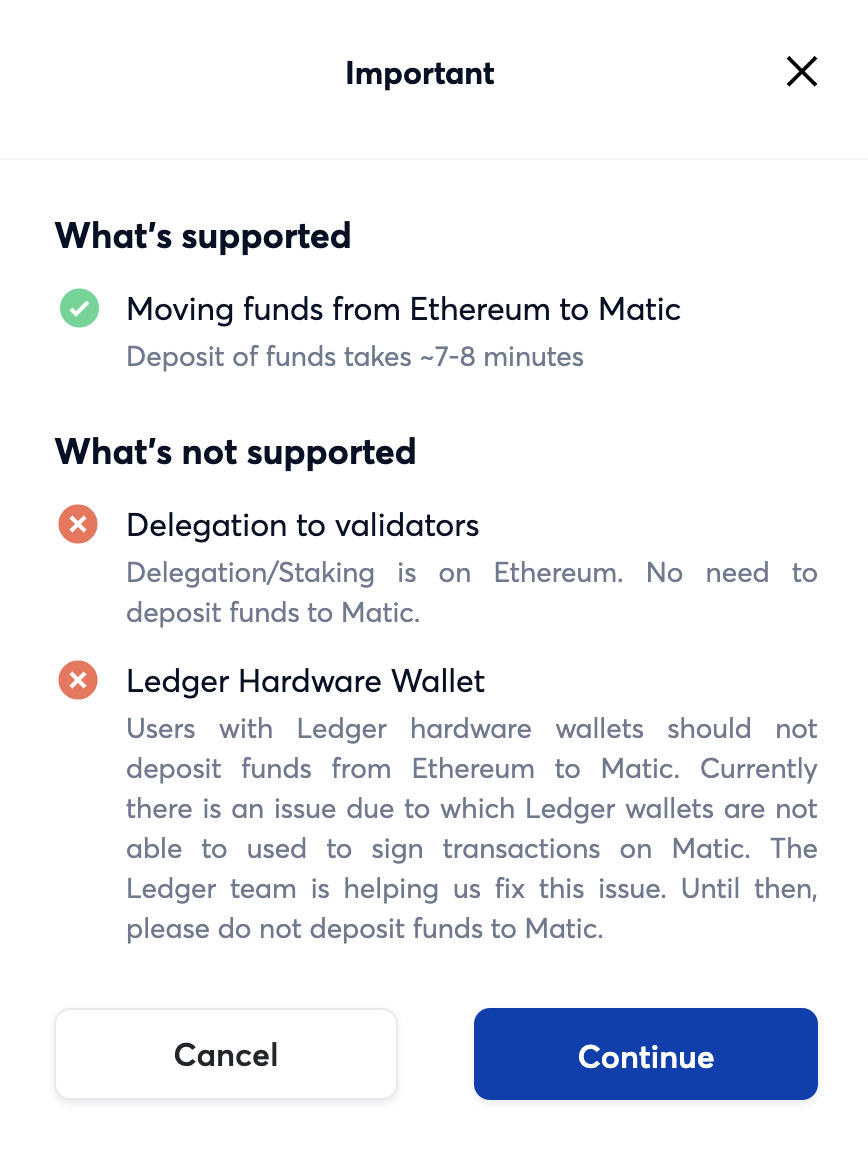 Important
What's supported
Moving funds from Ethereum to Matic
Deposit of funds takes ~7-8 minutes
What's not supported
Delegation to validators
Delegation/Staking is on Ethereum. No need to
deposit funds to Matic.
Ledger Hardware Wallet
Users with Ledger hardware wallets should not
deposit funds from Ethereum to Matic. Currently
there is an issue due to which Ledger wallets are not
able to used to sign transactions on Matic. The
Ledger team is helping us fix this issue. Until then,
please do not deposit funds to Matic.
Cancel
Continue